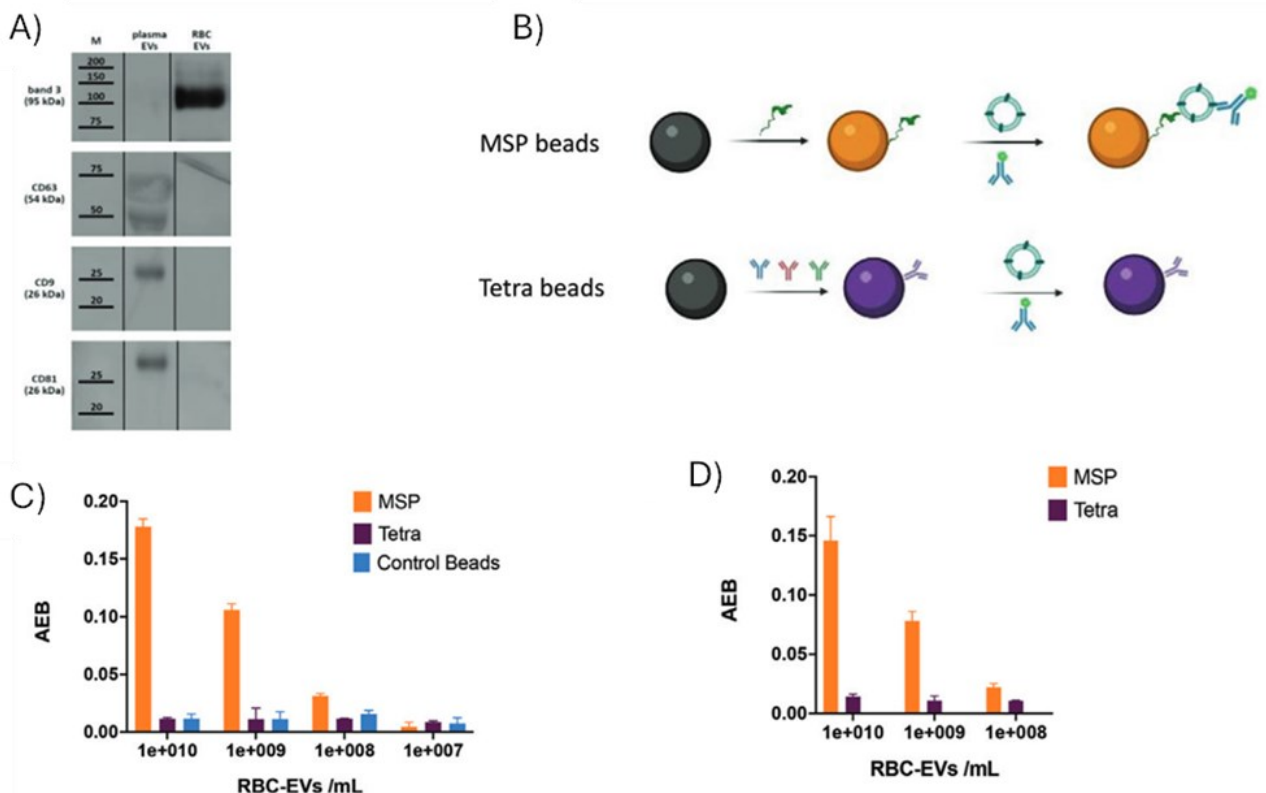 A)
M
plasma
EVs
RBC
EVs
band 3
(95 kDa)
200
150
100
75
CD63
(54 kDa)
75
50
CD9
(26 kDa)
25
20
CD81
(26 kDa)
25
20
B)
MSP beads
Tetra beads
C)
0.20
0.15
0.10
0.05
0.00
AEB
1e+010
1e+009
1e+008
1e+007
RBC-EVs /mL
MSP
Tetra
Control Beads
D)
0.20
0.15
0.10
0.05
0.00
AEB
1e+010
1e+009
1e+008
RBC-EVs /mL
MSP
Tetra